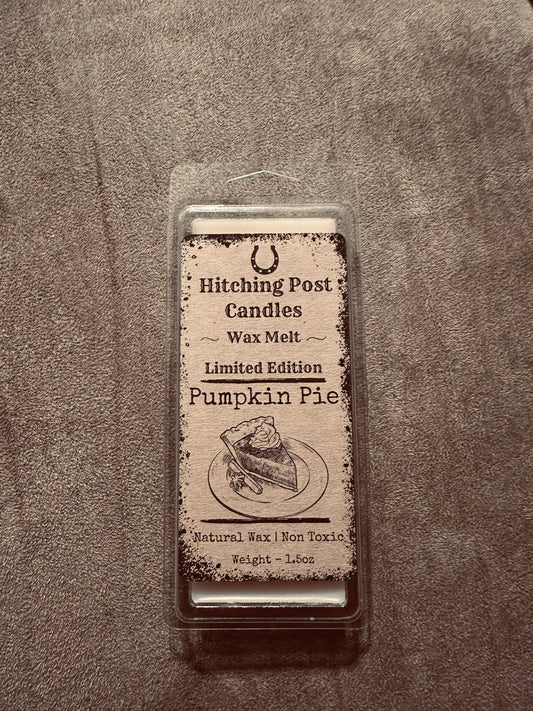 Hitching Post
Candles
~ Wax Melt ~
Limited Edition
Pumpkin Pie
Natural Wax | Non Toxic
Weight - 1.5oz